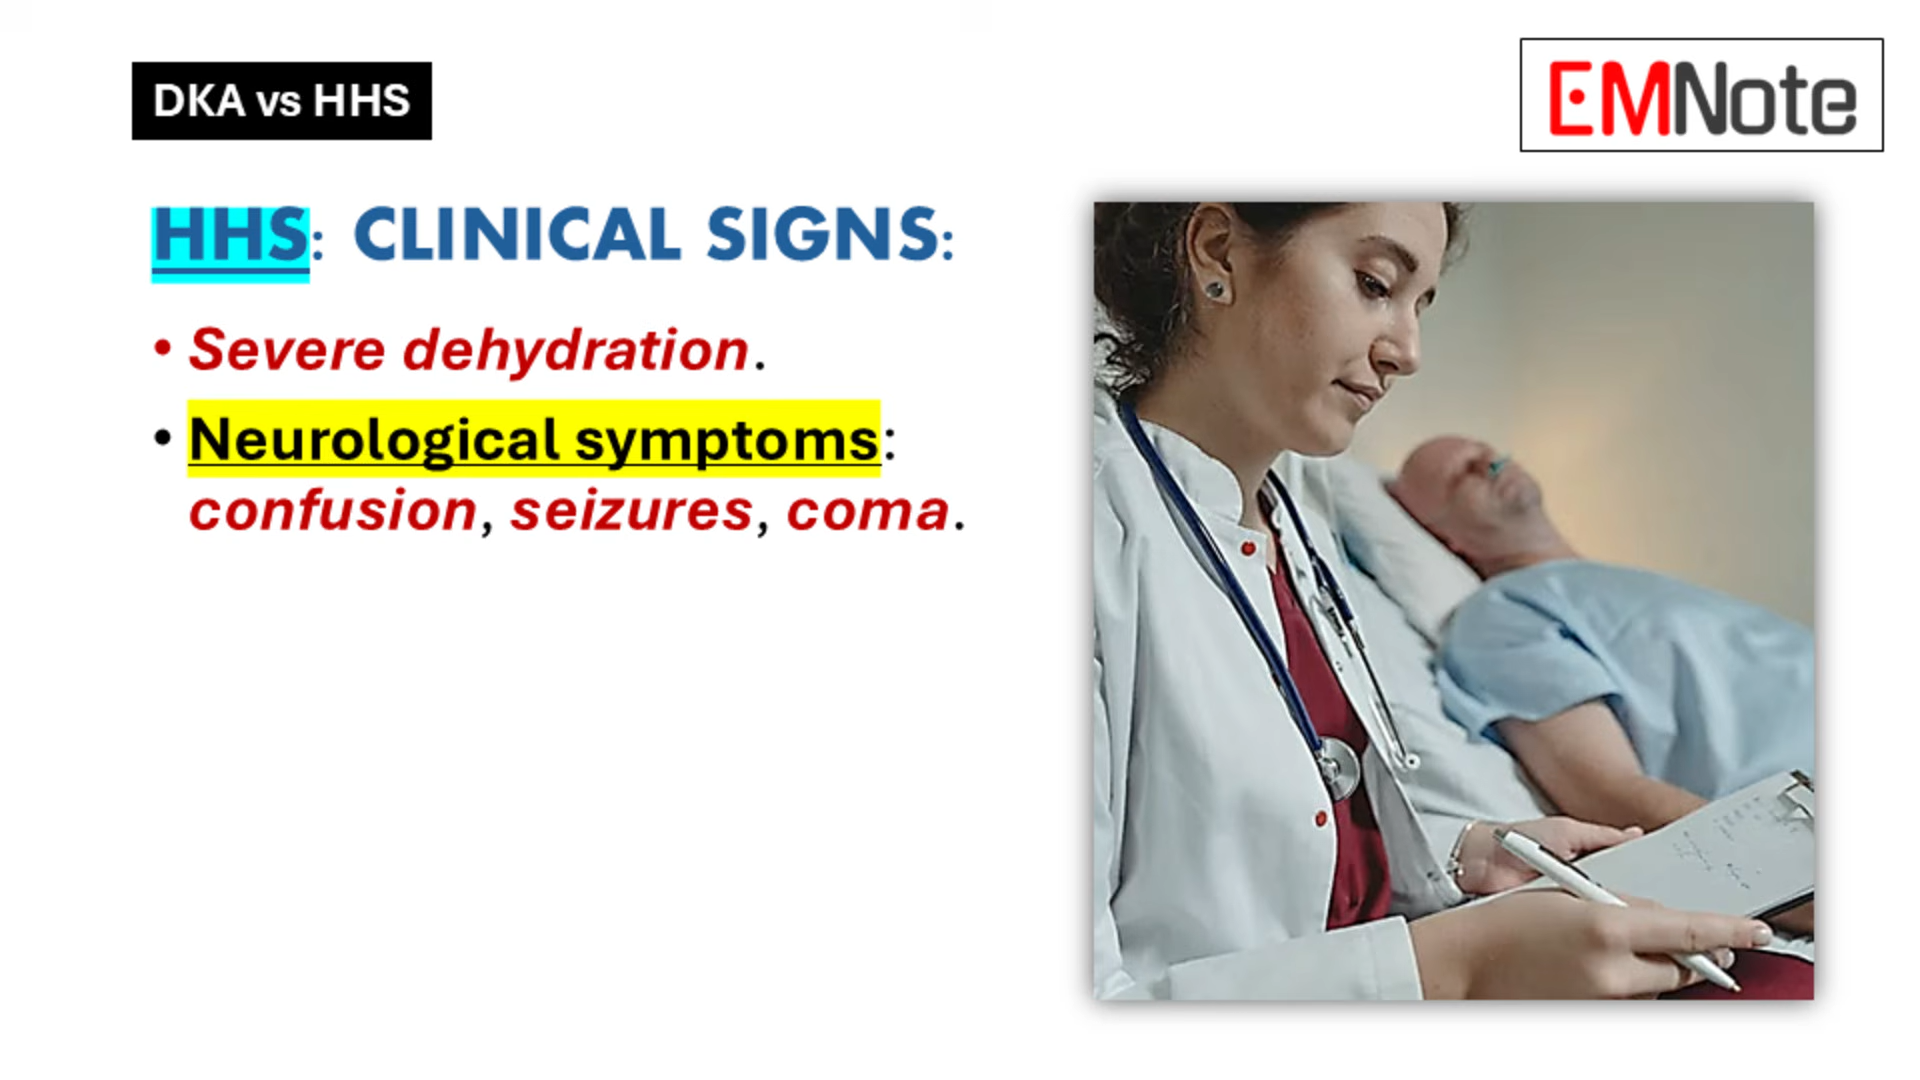 DKA vs HHS
EMNote
HHS: CLINICAL SIGNS:
• Severe dehydration.
• Neurological symptoms:
confusion, seizures, coma.